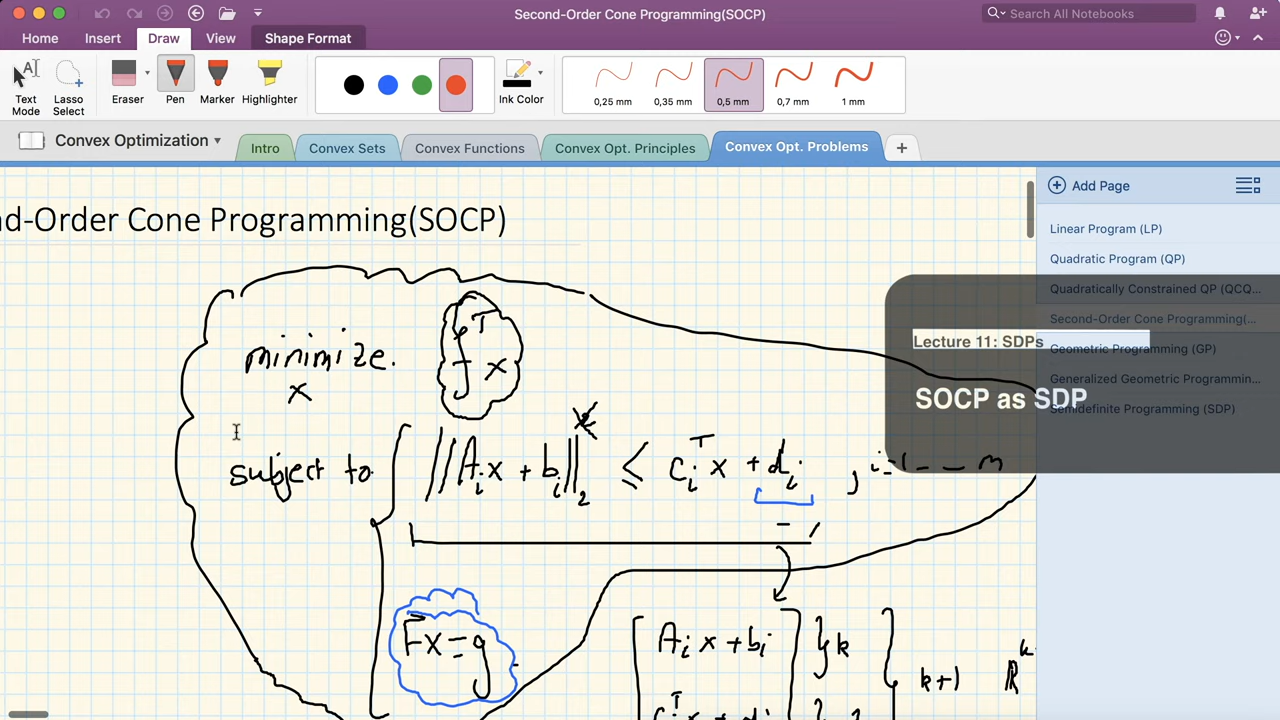 Second-Order Cone Programming(SOCP)
Search All Notebooks
Home Insert Draw View Shape Format
Text Mode
Lasso Select
Eraser
Pen
Marker
Highlighter
Ink Color
0,25 mm
0,35 mm
0,5 mm
0,7 mm
1 mm
Convex Optimization
Intro
Convex Sets
Convex Functions
Convex Opt. Principles
Convex Opt. Problems
Add Page
Linear Program (LP)
Quadratic Program (QP)
Quadratically Constrained QP (QCQ...
Second-Order Cone Programming(...
Geometric Programming (GP)
Generalized Geometric Programmin...
Semidefinite Programming (SDP)
Lecture 11: SDPs
SOCP as SDP
nd-Order Cone Programming(SOCP)
minimize. f^T x
x
subject to ||A_i x + b_i||_2 ≤ c_i^T x + d_i , i=1 - - m
Fx = g
A_i x + b_i } k
c_i^T x + d_i
k+1 ℝ^k